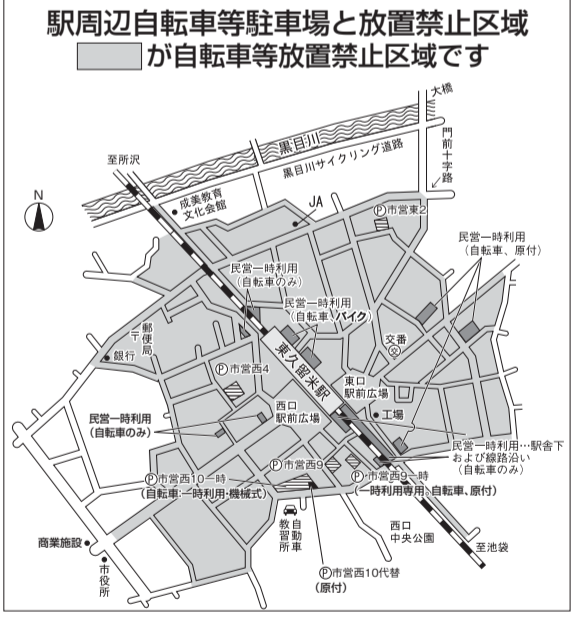 駅周辺自転車等駐車場と放置禁止区域
が自転車等放置禁止区域です
大橋
黒目川
門前十字路
黒目川サイクリング道路
至所沢
成美教育
文化会館
JA
N
Ⓟ市営東2
民営一時利用
(自転車、原付)
民営一時利用
(自転車のみ)
民営一時利用
(自転車、バイク)
〒郵便局
銀行
交番
東久留米駅
Ⓟ市営西4
東口
駅前広場
西口
駅前広場
工場
民営一時利用
(自転車のみ)
民営一時利用…駅舎下
および線路沿い
(自転車のみ)
Ⓟ市営西9
Ⓟ市営西10一時
(自転車:一時利用・機械式)
Ⓟ市営西9一時
(一時利用専用、自転車、原付)
自動車
教習所
西口
中央公園
商業施設
市役所
至池袋
Ⓟ市営西10代替
(原付)